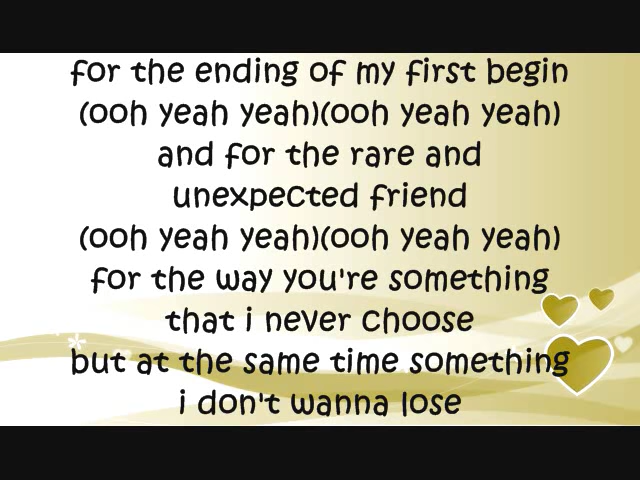 for the ending of my first begin
(ooh yeah yeah)(ooh yeah yeah)
and for the rare and
unexpected friend
(ooh yeah yeah)(ooh yeah yeah)
for the way you're something
that i never choose
but at the same time something
i don't wanna lose